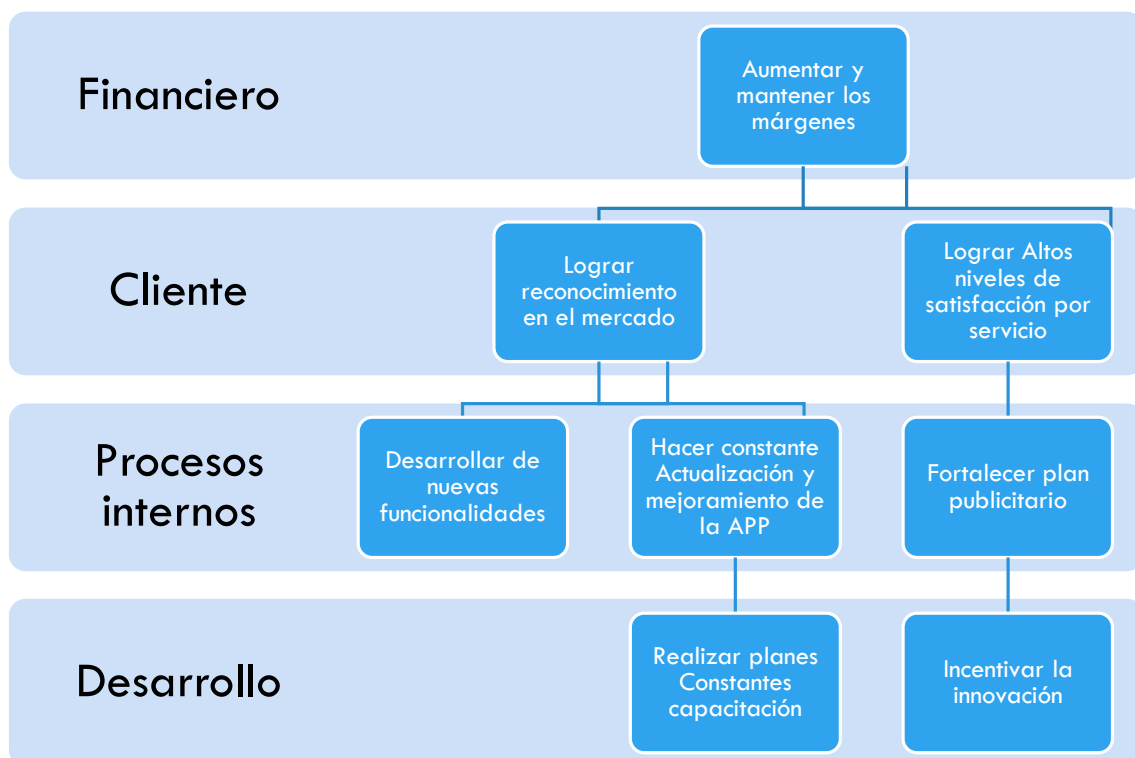 Financiero
Aumentar y
mantener los
márgenes
Cliente
Lograr
reconocimiento
en el mercado
Lograr Altos
niveles de
satisfacción por
servicio
Procesos
internos
Desarrollar de
nuevas
funcionalidades
Hacer constante
Actualización y
mejoramiento de
la APP
Fortalecer plan
publicitario
Desarrollo
Realizar planes
Constantes
capacitación
Incentivar la
innovación